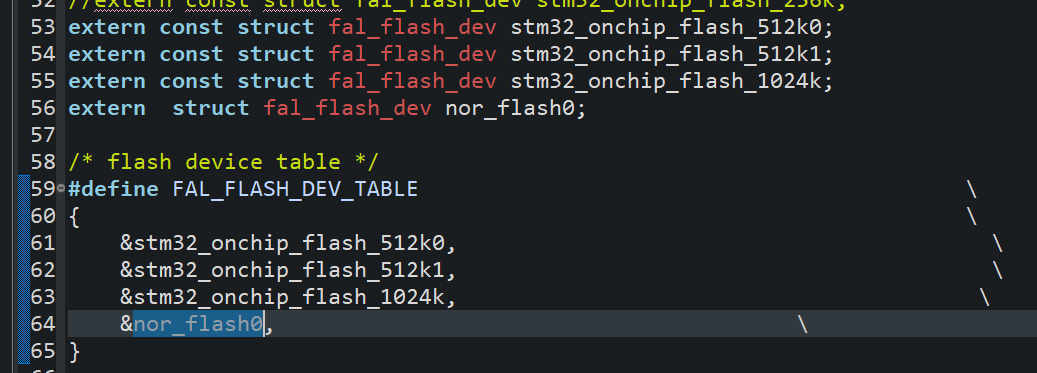 52 //extern const struct fal_flash_dev stm32_onchip_flash_256k;
53 extern const struct fal_flash_dev stm32_onchip_flash_512k0;
54 extern const struct fal_flash_dev stm32_onchip_flash_512k1;
55 extern const struct fal_flash_dev stm32_onchip_flash_1024k;
56 extern  struct fal_flash_dev nor_flash0;
57
58 /* flash device table */
59 #define FAL_FLASH_DEV_TABLE \
60 { \
61 &stm32_onchip_flash_512k0, \
62 &stm32_onchip_flash_512k1, \
63 &stm32_onchip_flash_1024k, \
64 &nor_flash0, \
65 }